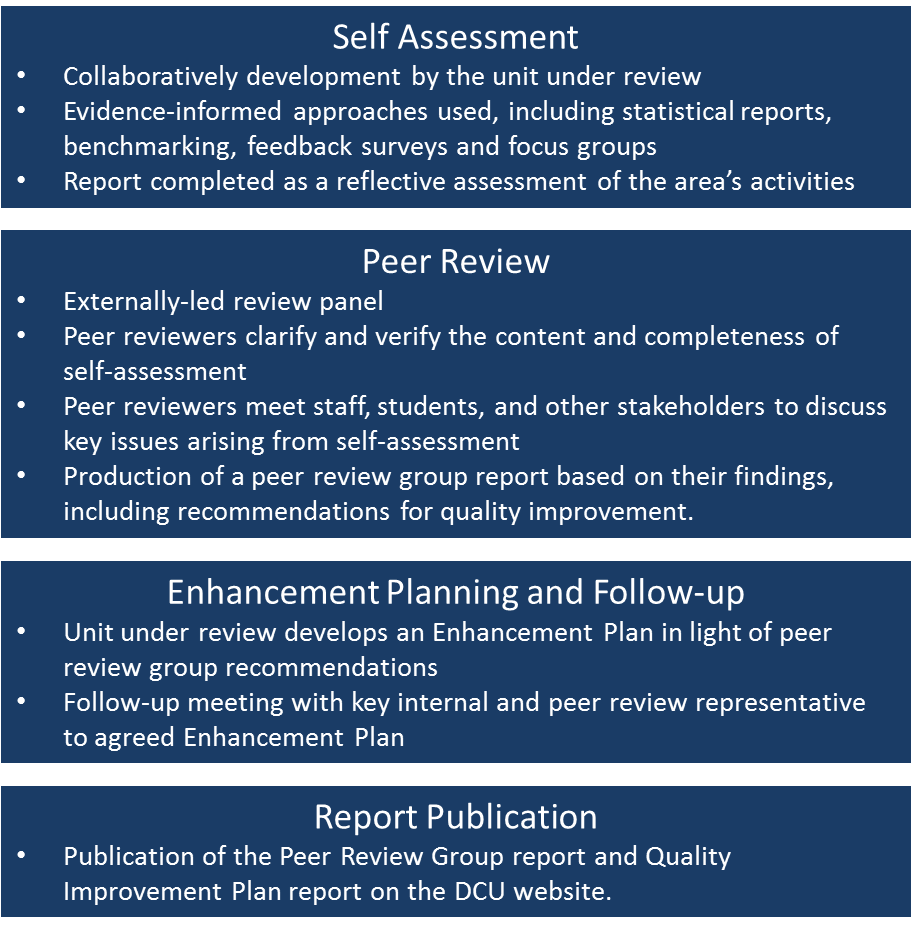 Self Assessment
• Collaboratively development by the unit under review
• Evidence-informed approaches used, including statistical reports,
benchmarking, feedback surveys and focus groups
• Report completed as a reflective assessment of the area's activities
Peer Review
• Externally-led review panel
• Peer reviewers clarify and verify the content and completeness of
self-assessment
• Peer reviewers meet staff, students, and other stakeholders to discuss
key issues arising from self-assessment
• Production of a peer review group report based on their findings,
including recommendations for quality improvement.
Enhancement Planning and Follow-up
• Unit under review develops an Enhancement Plan in light of peer
review group recommendations
• Follow-up meeting with key internal and peer review representative
to agreed Enhancement Plan
Report Publication
• Publication of the Peer Review Group report and Quality
Improvement Plan report on the DCU website.